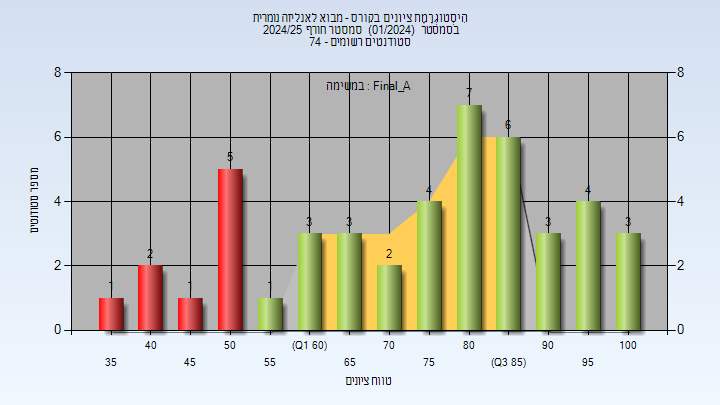 היסטוגרמת ציונים בקורס - מבוא לאנליזה נומרית
בסמסטר (01/2024) סמסטר חורף 2024/25
סטודנטים רשומים - 74
במשימה : Final_A
מספר סטודנטים
8 8
6 6
4 4
2 2
0 0
1 2 1 5 1 3 3 2 4 7 6 3 4 3
40 50 (Q1 60) 70 80 90 100
35 45 55 65 75 (Q3 85) 95
טווח ציונים